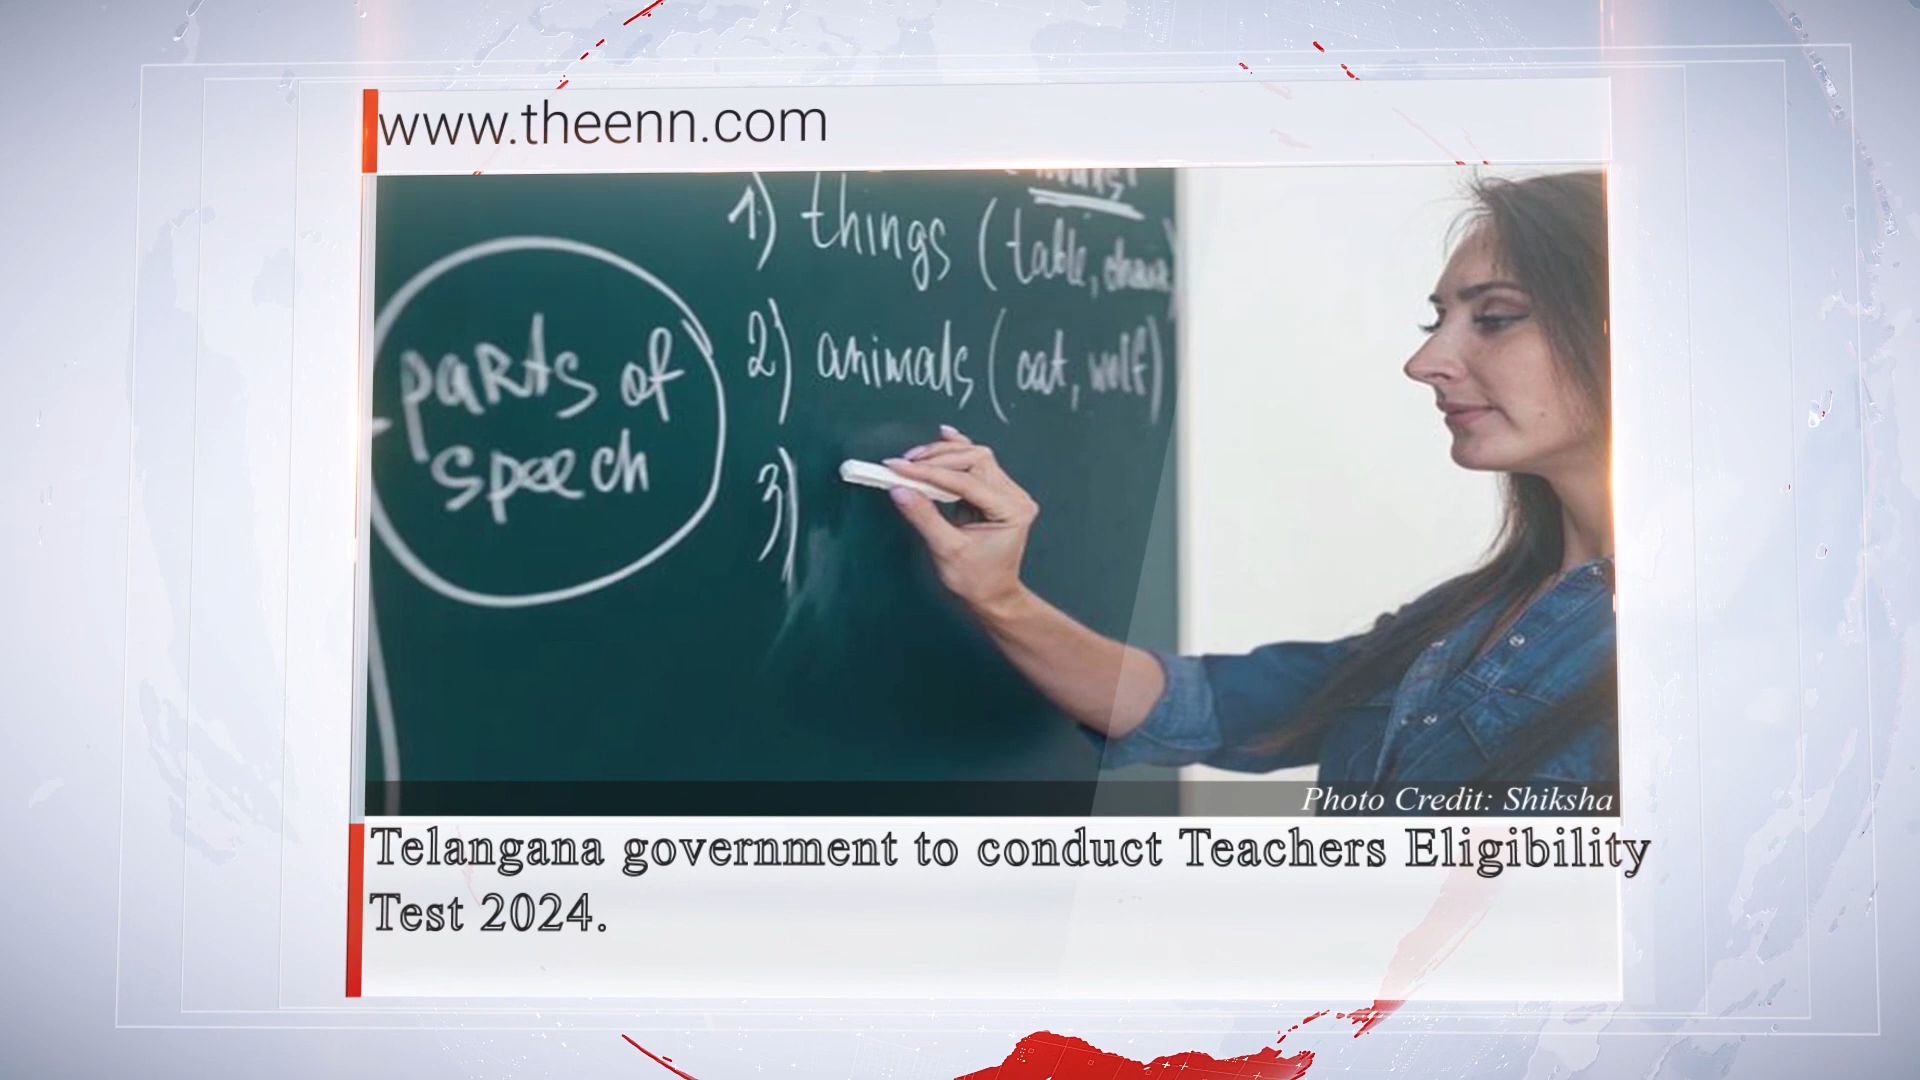 www.theenn.com
1) things (table,
2) animals (cat, wolf)
3)
parts of
speech
Photo Credit: Shiksha
Telangana government to conduct Teachers Eligibility
Test 2024.